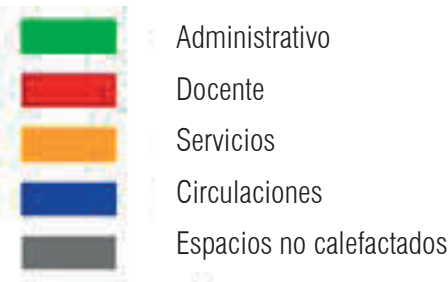 Administrativo
Docente
Servicios
Circulaciones
Espacios no calefactados